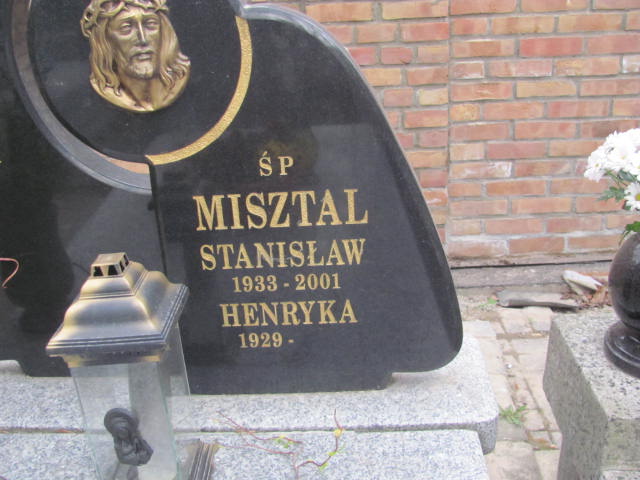 ŚP
MISZTAL
STANISŁAW
1933 - 2001
HENRYKA
1929 -